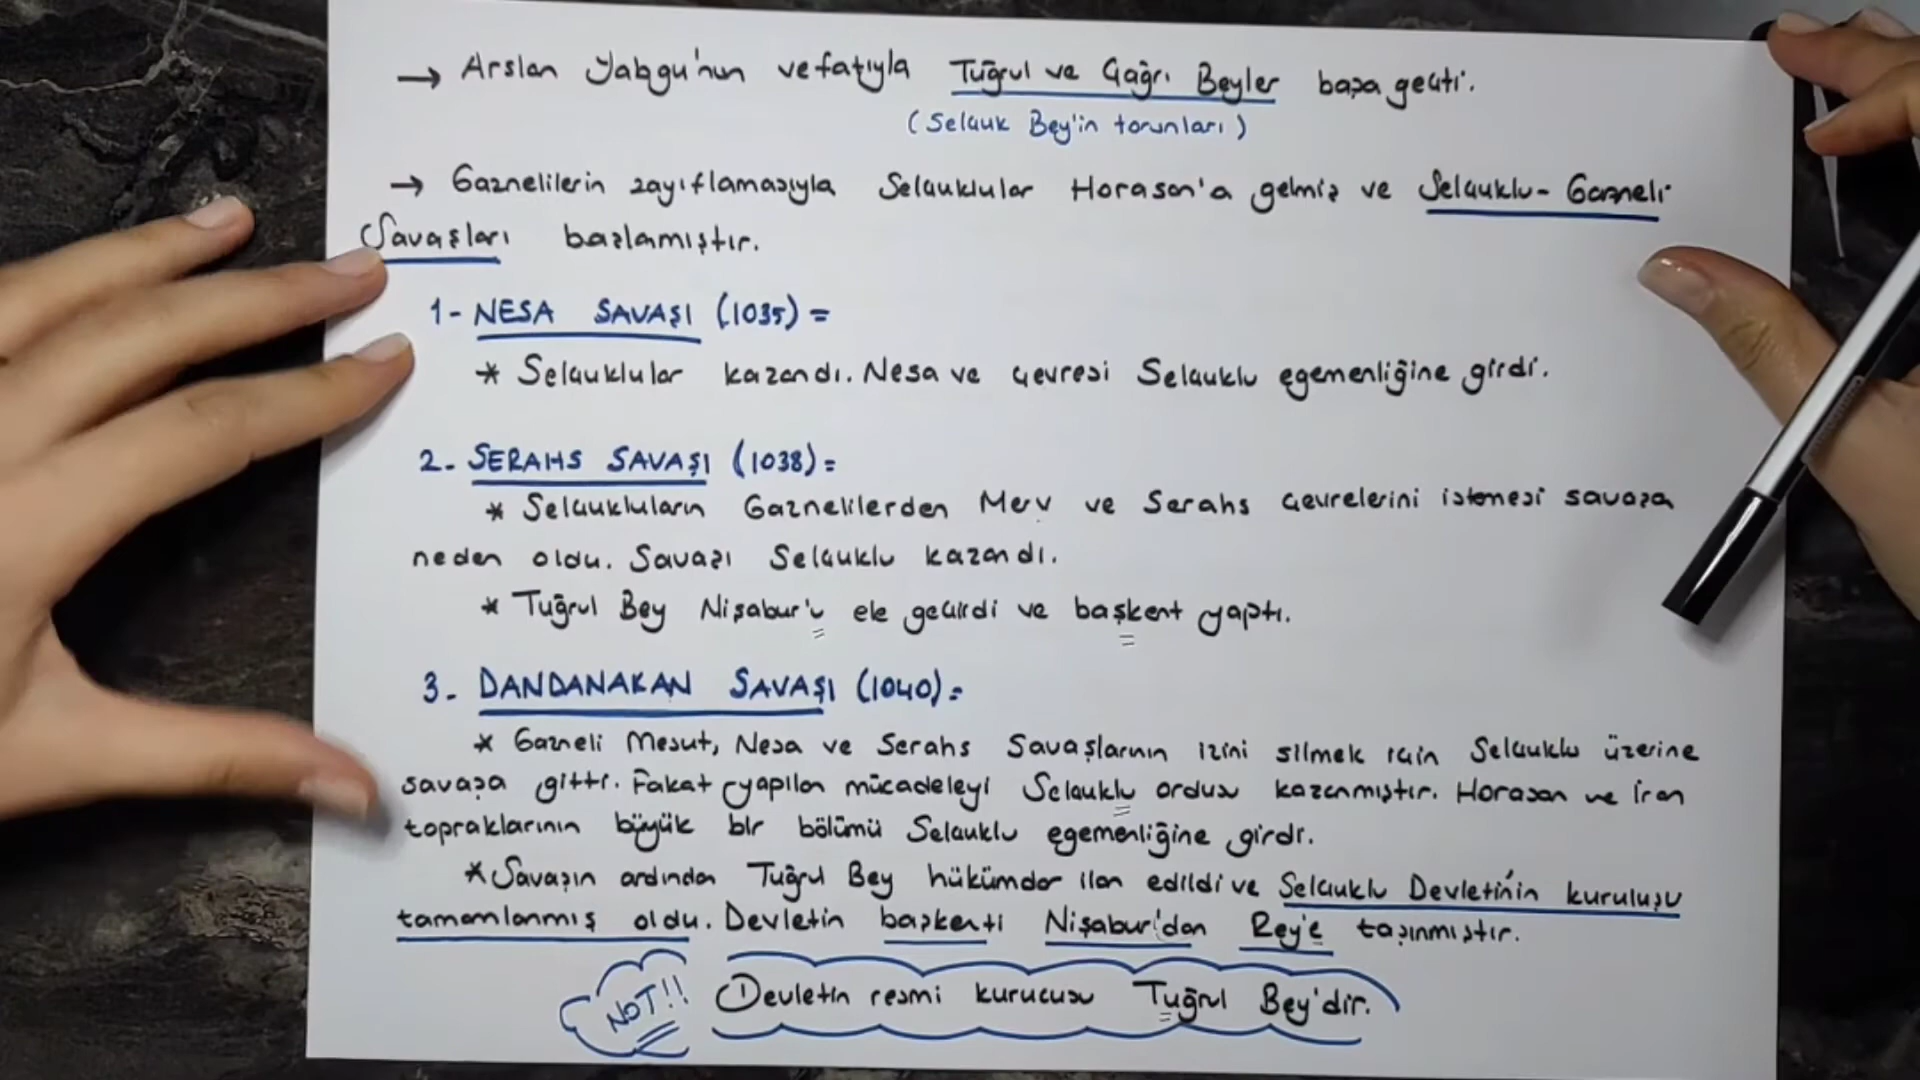 → Arslan Yabgu'nun vefatıyla Tuğrul ve Çağrı Beyler başa geçti.
(Selçuk Bey'in torunları)
→ Gaznelilerin zayıflamasıyla Selçuklular Horasan'a gelmiş ve Selçuklu-Gazneli
Savaşları başlamıştır.
1- NESA SAVAŞI (1035)=
* Selçuklular kazandı. Nesa ve çevresi Selçuklu egemenliğine girdi.
2- SERAHS SAVAŞI (1038)=
* Selçukluların Gaznelilerden Merv ve Serahs çevrelerini istemesi savaşa
neden oldu. Savaşı Selçuklu kazandı.
* Tuğrul Bey Nişabur'u ele geçirdi ve başkent yaptı.
3- DANDANAKAN SAVAŞI (1040)=
* Gazneli Mesut, Nesa ve Serahs Savaşlarının izini silmek için Selçuklu üzerine
savaşa gitti. Fakat yapılan mücadeleyi Selçuklu ordusu kazanmıştır. Horasan ve İran
topraklarının büyük bir bölümü Selçuklu egemenliğine girdi.
* Savaşın ardından Tuğrul Bey hükümdar ilan edildi ve Selçuklu Devleti'nin kuruluşu
tamamlanmış oldu. Devletin başkenti Nişabur'dan Rey'e taşınmıştır.
NOT!! Devletin resmi kurucusu Tuğrul Bey'dir.